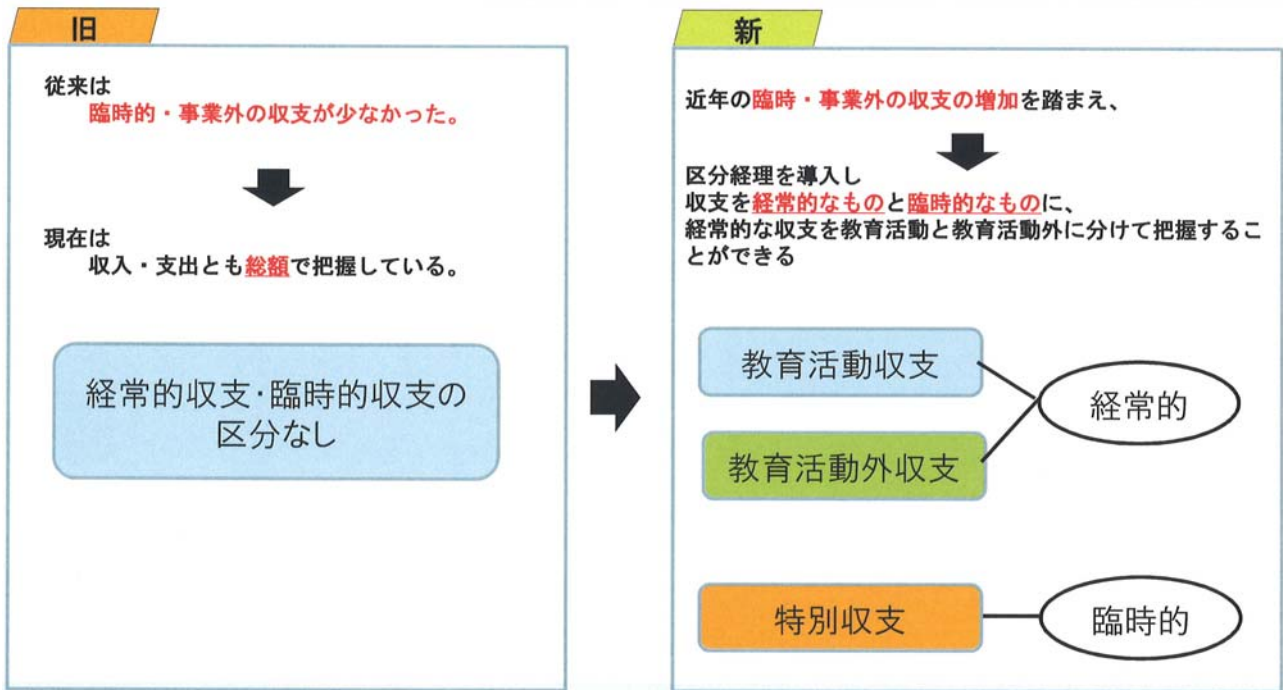 旧
従来は
臨時的・事業外の収支が少なかった。
現在は
収入・支出とも総額で把握している。
経常的収支・臨時的収支の
区分なし
新
近年の臨時・事業外の収支の増加を踏まえ、
区分経理を導入し
収支を経常的なものと臨時的なものに、
経常的な収支を教育活動と教育活動外に分けて把握するこ
とができる
教育活動収支
経常的
教育活動外収支
特別収支
臨時的